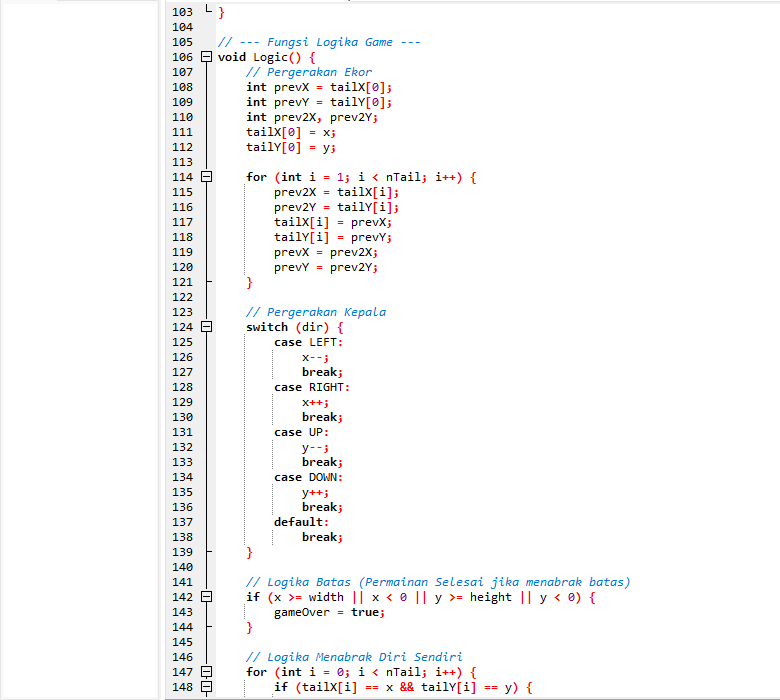 103 }
104
105 // --- Fungsi Logika Game ---
106 void Logic() {
107     // Pergerakan Ekor
108     int prevX = tailX[0];
109     int prevY = tailY[0];
110     int prev2X, prev2Y;
111     tailX[0] = x;
112     tailY[0] = y;
113
114     for (int i = 1; i < nTail; i++) {
115         prev2X = tailX[i];
116         prev2Y = tailY[i];
117         tailX[i] = prevX;
118         tailY[i] = prevY;
119         prevX = prev2X;
120         prevY = prev2Y;
121     }
122
123     // Pergerakan Kepala
124     switch (dir) {
125         case LEFT:
126             x--;
127             break;
128         case RIGHT:
129             x++;
130             break;
131         case UP:
132             y--;
133             break;
134         case DOWN:
135             y++;
136             break;
137         default:
138             break;
139     }
140
141     // Logika Batas (Permainan Selesai jika menabrak batas)
142     if (x >= width || x < 0 || y >= height || y < 0) {
143         gameOver = true;
144     }
145
146     // Logika Menabrak Diri Sendiri
147     for (int i = 0; i < nTail; i++) {
148         if (tailX[i] == x && tailY[i] == y) {